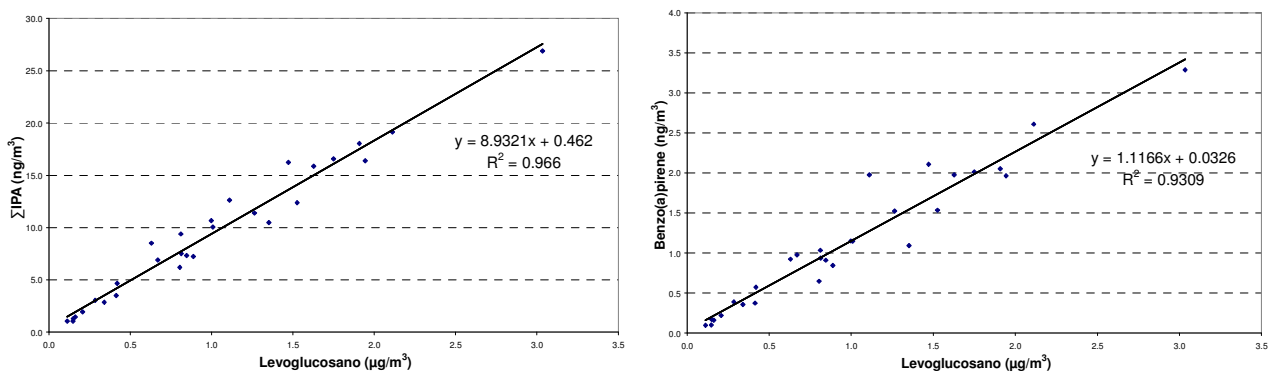 30.0
25.0
20.0
15.0
10.0
5.0
0.0
∑IPA (ng/m³)
y = 8.9321x + 0.462
R² = 0.966
0.0 0.5 1.0 1.5 2.0 2.5 3.0 3.5
Levoglucosano (µg/m³)
4.0
3.5
3.0
2.5
2.0
1.5
1.0
0.5
0.0
Benzo(a)pirene (ng/m³)
y = 1.1166x + 0.0326
R² = 0.9309
0.0 0.5 1.0 1.5 2.0 2.5 3.0 3.5
Levoglucosano (µg/m³)